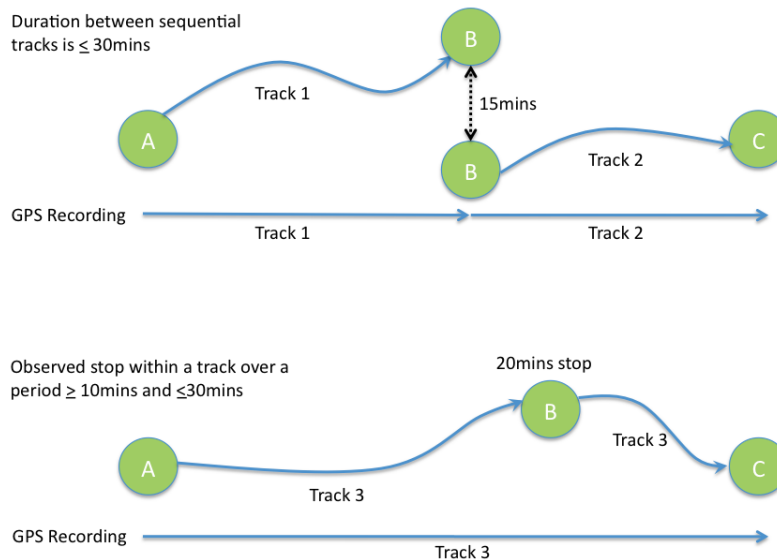 Duration between sequential
tracks is ≤ 30mins
B
Track 1
15mins
A
C
B
Track 2
GPS Recording
Track 1
Track 2
Observed stop within a track over a
period ≥ 10mins and ≤30mins
20mins stop
B
A
Track 3
Track 3
C
GPS Recording
Track 3